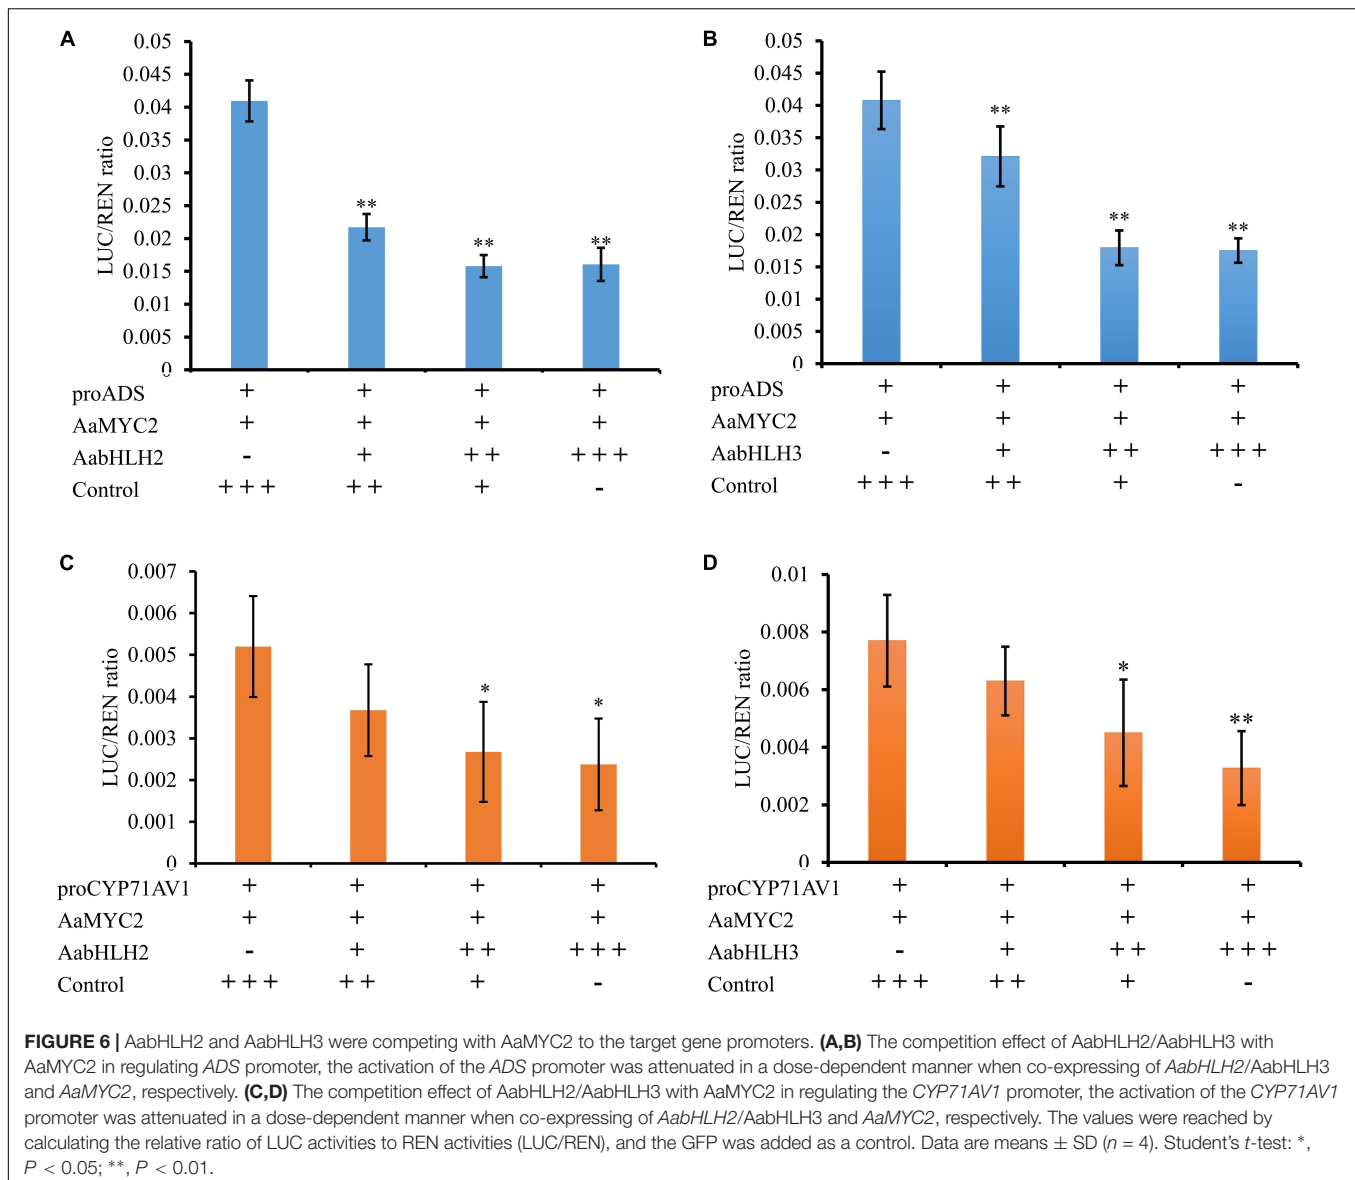 A
0.05
0.045
0.04
0.035
0.03
0.025
0.02
0.015
0.01
0.005
0
LUC/REN ratio
**
**
**
proADS + + + +
AaMYC2 + + + +
AabHLH2 - + ++ +++
Control +++ ++ + -
B
0.05
0.045
0.04
0.035
0.03
0.025
0.02
0.015
0.01
0.005
0
LUC/REN ratio
**
**
**
proADS + + + +
AaMYC2 + + + +
AabHLH3 - + ++ +++
Control +++ ++ + -
C
0.007
0.006
0.005
0.004
0.003
0.002
0.001
0
LUC/REN ratio
*
*
proCYP71AV1 + + + +
AaMYC2 + + + +
AabHLH2 - + ++ +++
Control +++ ++ + -
D
0.01
0.008
0.006
0.004
0.002
0
LUC/REN ratio
*
**
proCYP71AV1 + + + +
AaMYC2 + + + +
AabHLH3 - + ++ +++
Control +++ ++ + -
FIGURE 6 | AabHLH2 and AabHLH3 were competing with AaMYC2 to the target gene promoters. (A,B) The competition effect of AabHLH2/AabHLH3 with
AaMYC2 in regulating ADS promoter, the activation of the ADS promoter was attenuated in a dose-dependent manner when co-expressing of AabHLH2/AabHLH3
and AaMYC2, respectively. (C,D) The competition effect of AabHLH2/AabHLH3 with AaMYC2 in regulating the CYP71AV1 promoter, the activation of the CYP71AV1
promoter was attenuated in a dose-dependent manner when co-expressing of AabHLH2/AabHLH3 and AaMYC2, respectively. The values were reached by
calculating the relative ratio of LUC activities to REN activities (LUC/REN), and the GFP was added as a control. Data are means ± SD (n = 4). Student's t-test: *,
P < 0.05; **, P < 0.01.